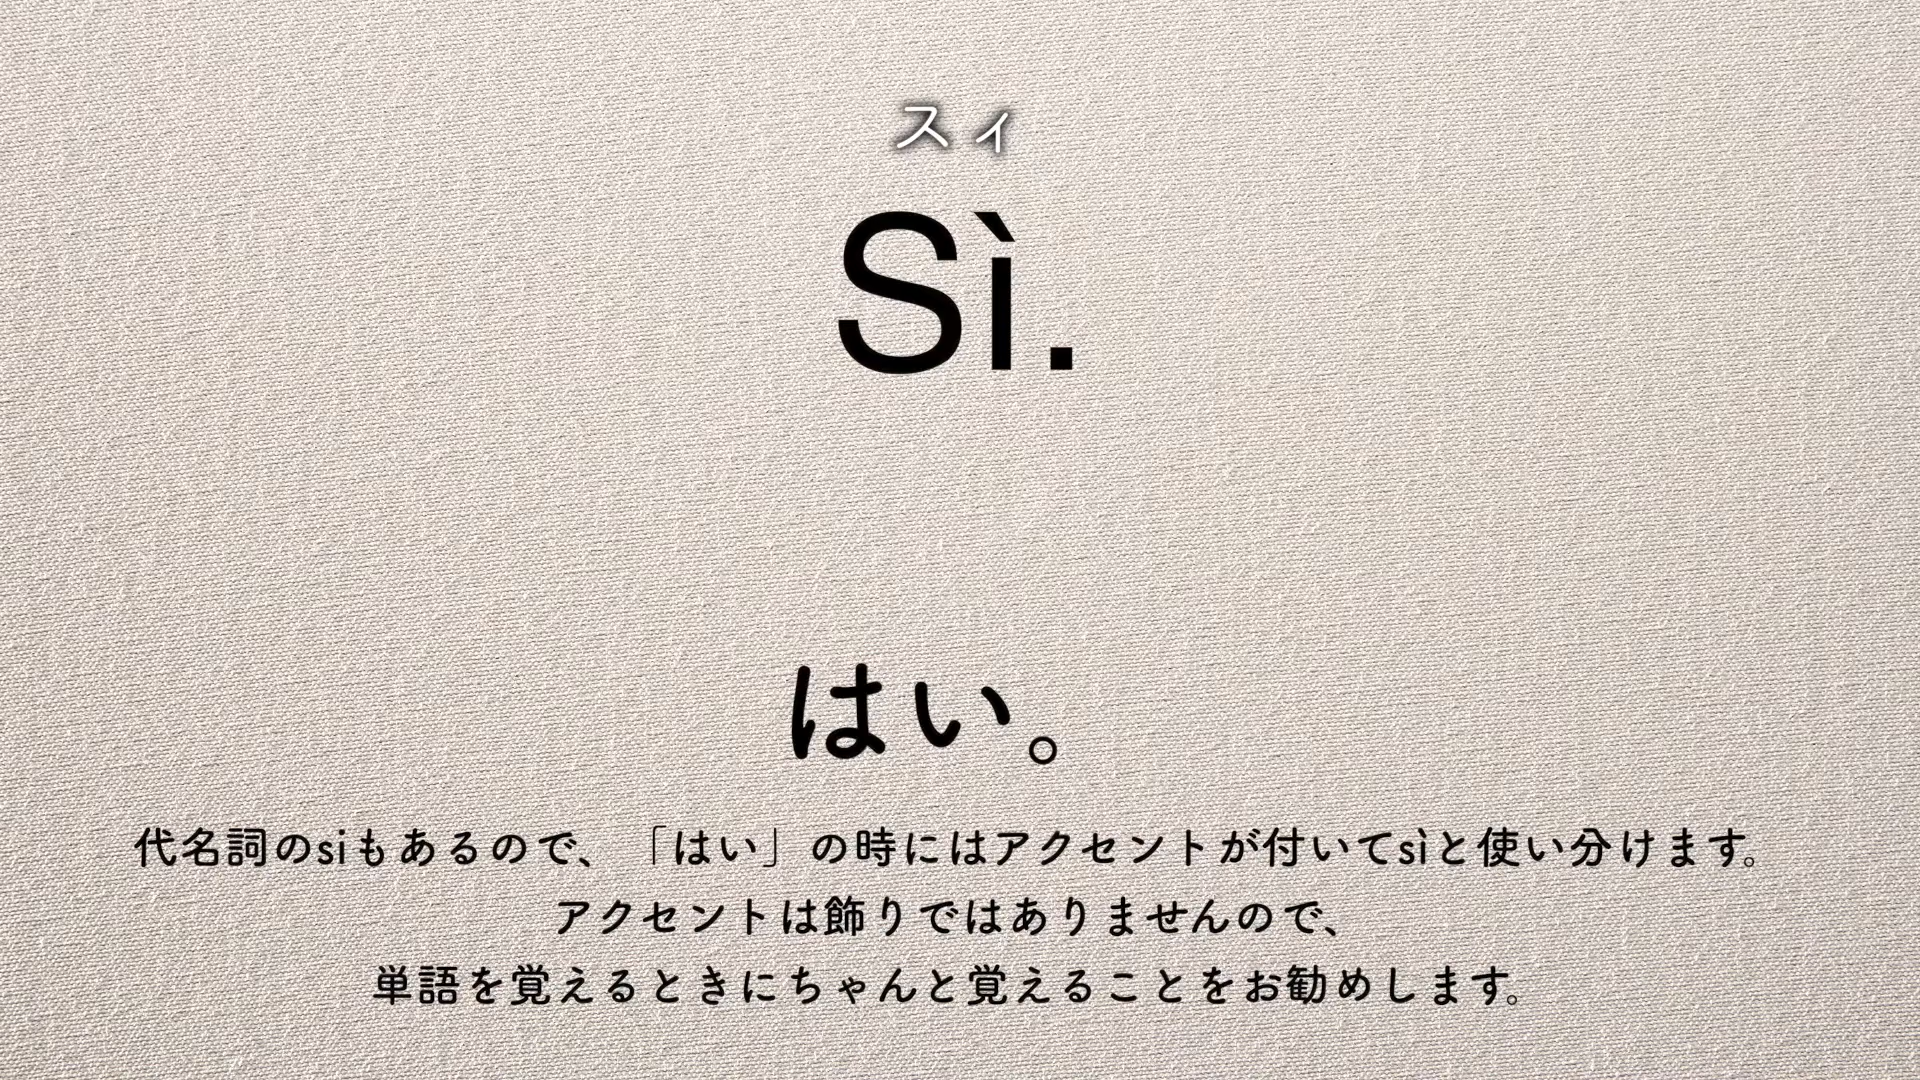 スィ
Sì.
はい。
代名詞のsiもあるので、「はい」の時にはアクセントが付いてsìと使い分けます。
アクセントは飾りではありませんので、
単語を覚えるときにちゃんと覚えることをお勧めします。